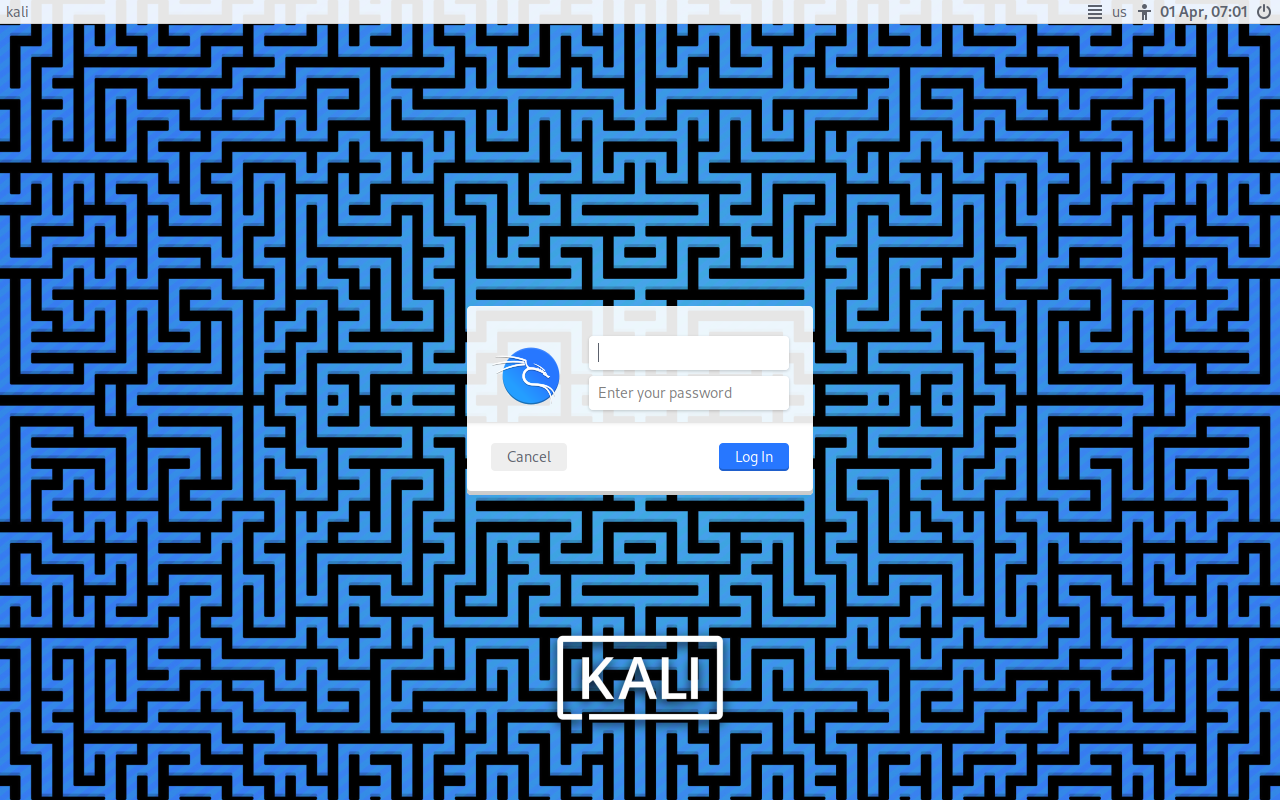 kali
us
01 Apr, 07:01
Enter your password
Cancel
Log In
KALI